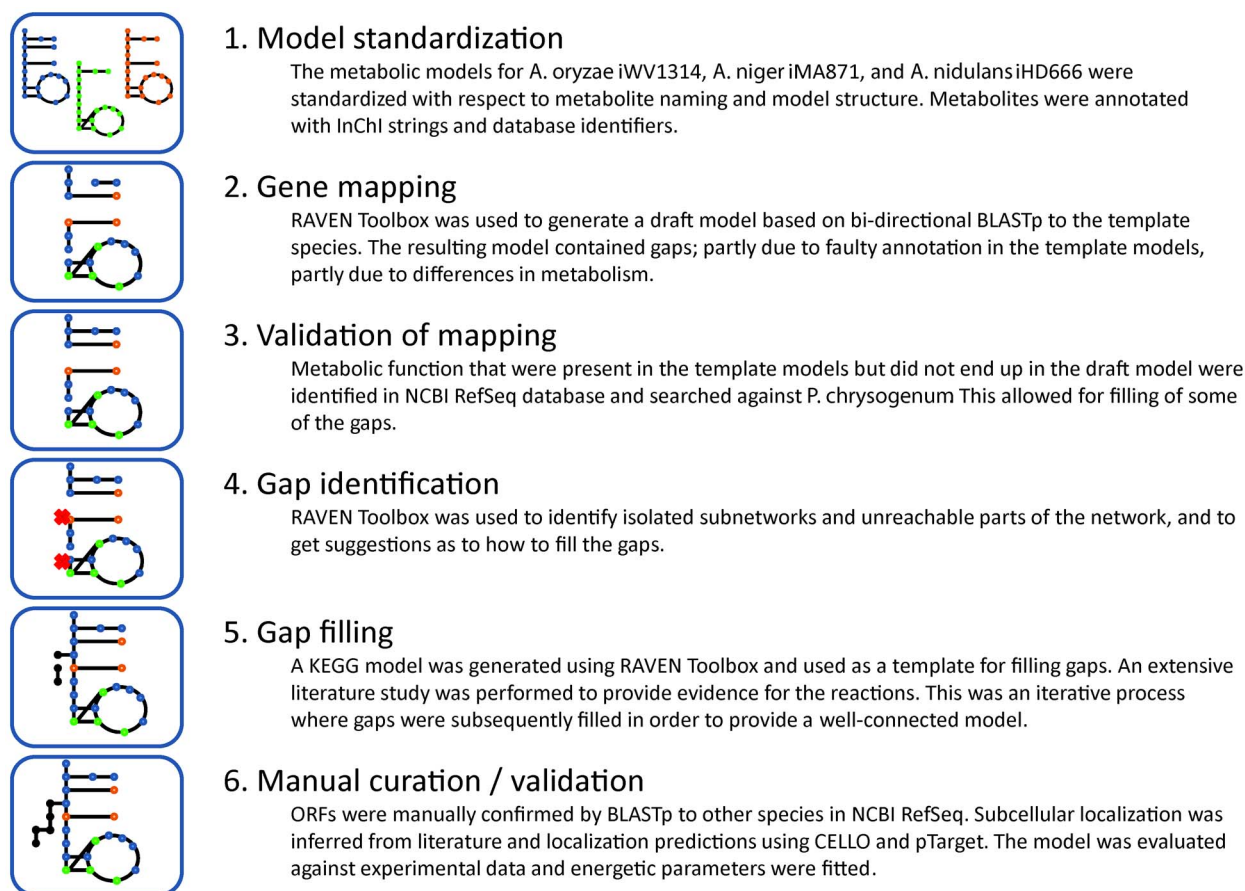 1. Model standardization
The metabolic models for A. oryzae iWV1314, A. niger iMA871, and A. nidulans iHD666 were
standardized with respect to metabolite naming and model structure. Metabolites were annotated
with InChI strings and database identifiers.
2. Gene mapping
RAVEN Toolbox was used to generate a draft model based on bi-directional BLASTp to the template
species. The resulting model contained gaps; partly due to faulty annotation in the template models,
partly due to differences in metabolism.
3. Validation of mapping
Metabolic function that were present in the template models but did not end up in the draft model were
identified in NCBI RefSeq database and searched against P. chrysogenum This allowed for filling of some
of the gaps.
4. Gap identification
RAVEN Toolbox was used to identify isolated subnetworks and unreachable parts of the network, and to
get suggestions as to how to fill the gaps.
5. Gap filling
A KEGG model was generated using RAVEN Toolbox and used as a template for filling gaps. An extensive
literature study was performed to provide evidence for the reactions. This was an iterative process
where gaps were subsequently filled in order to provide a well-connected model.
6. Manual curation / validation
ORFs were manually confirmed by BLASTp to other species in NCBI RefSeq. Subcellular localization was
inferred from literature and localization predictions using CELLO and pTarget. The model was evaluated
against experimental data and energetic parameters were fitted.